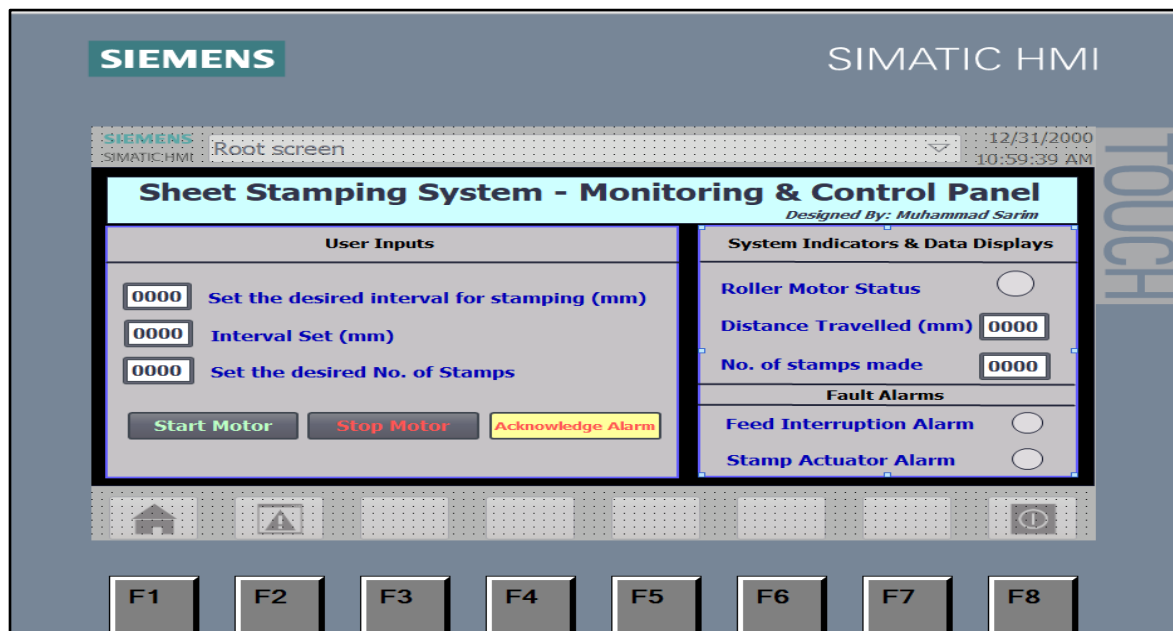 SIEMENS
SIMATIC HMI
SIEMENS
SIMATIC HMI
Root screen
12/31/2000
10:59:39 AM
TOUCH
Sheet Stamping System - Monitoring & Control Panel
Designed By: Muhammad Sarim
User Inputs
0000 Set the desired interval for stamping (mm)
0000 Interval Set (mm)
0000 Set the desired No. of Stamps
Start Motor Stop Motor Acknowledge Alarm
System Indicators & Data Displays
Roller Motor Status
Distance Travelled (mm) 0000
No. of stamps made 0000
Fault Alarms
Feed Interruption Alarm
Stamp Actuator Alarm
F1 F2 F3 F4 F5 F6 F7 F8